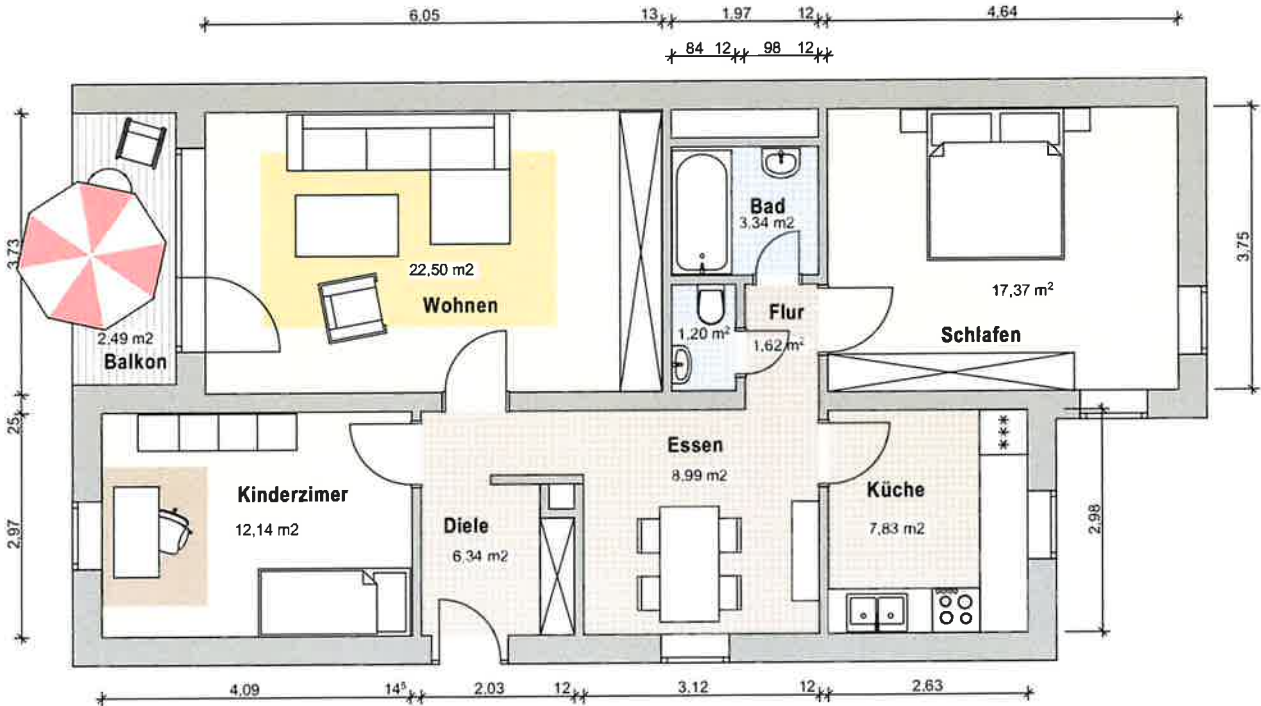 6,05
13
1,97
12
4,64
84
12
98
12
3,73
25
2,97
3,75
2,98
2.49 m2
Balkon
22,50 m2
Wohnen
Bad
3.34 m2
1,20 m²
Flur
1,62 m²
17,37 m²
Schlafen
Kinderzimer
12,14 m2
Diele
6,34 m2
Essen
8.99 m2
Küche
7,83 m2
***
4,09
14⁵
2,03
12
3,12
12
2,63